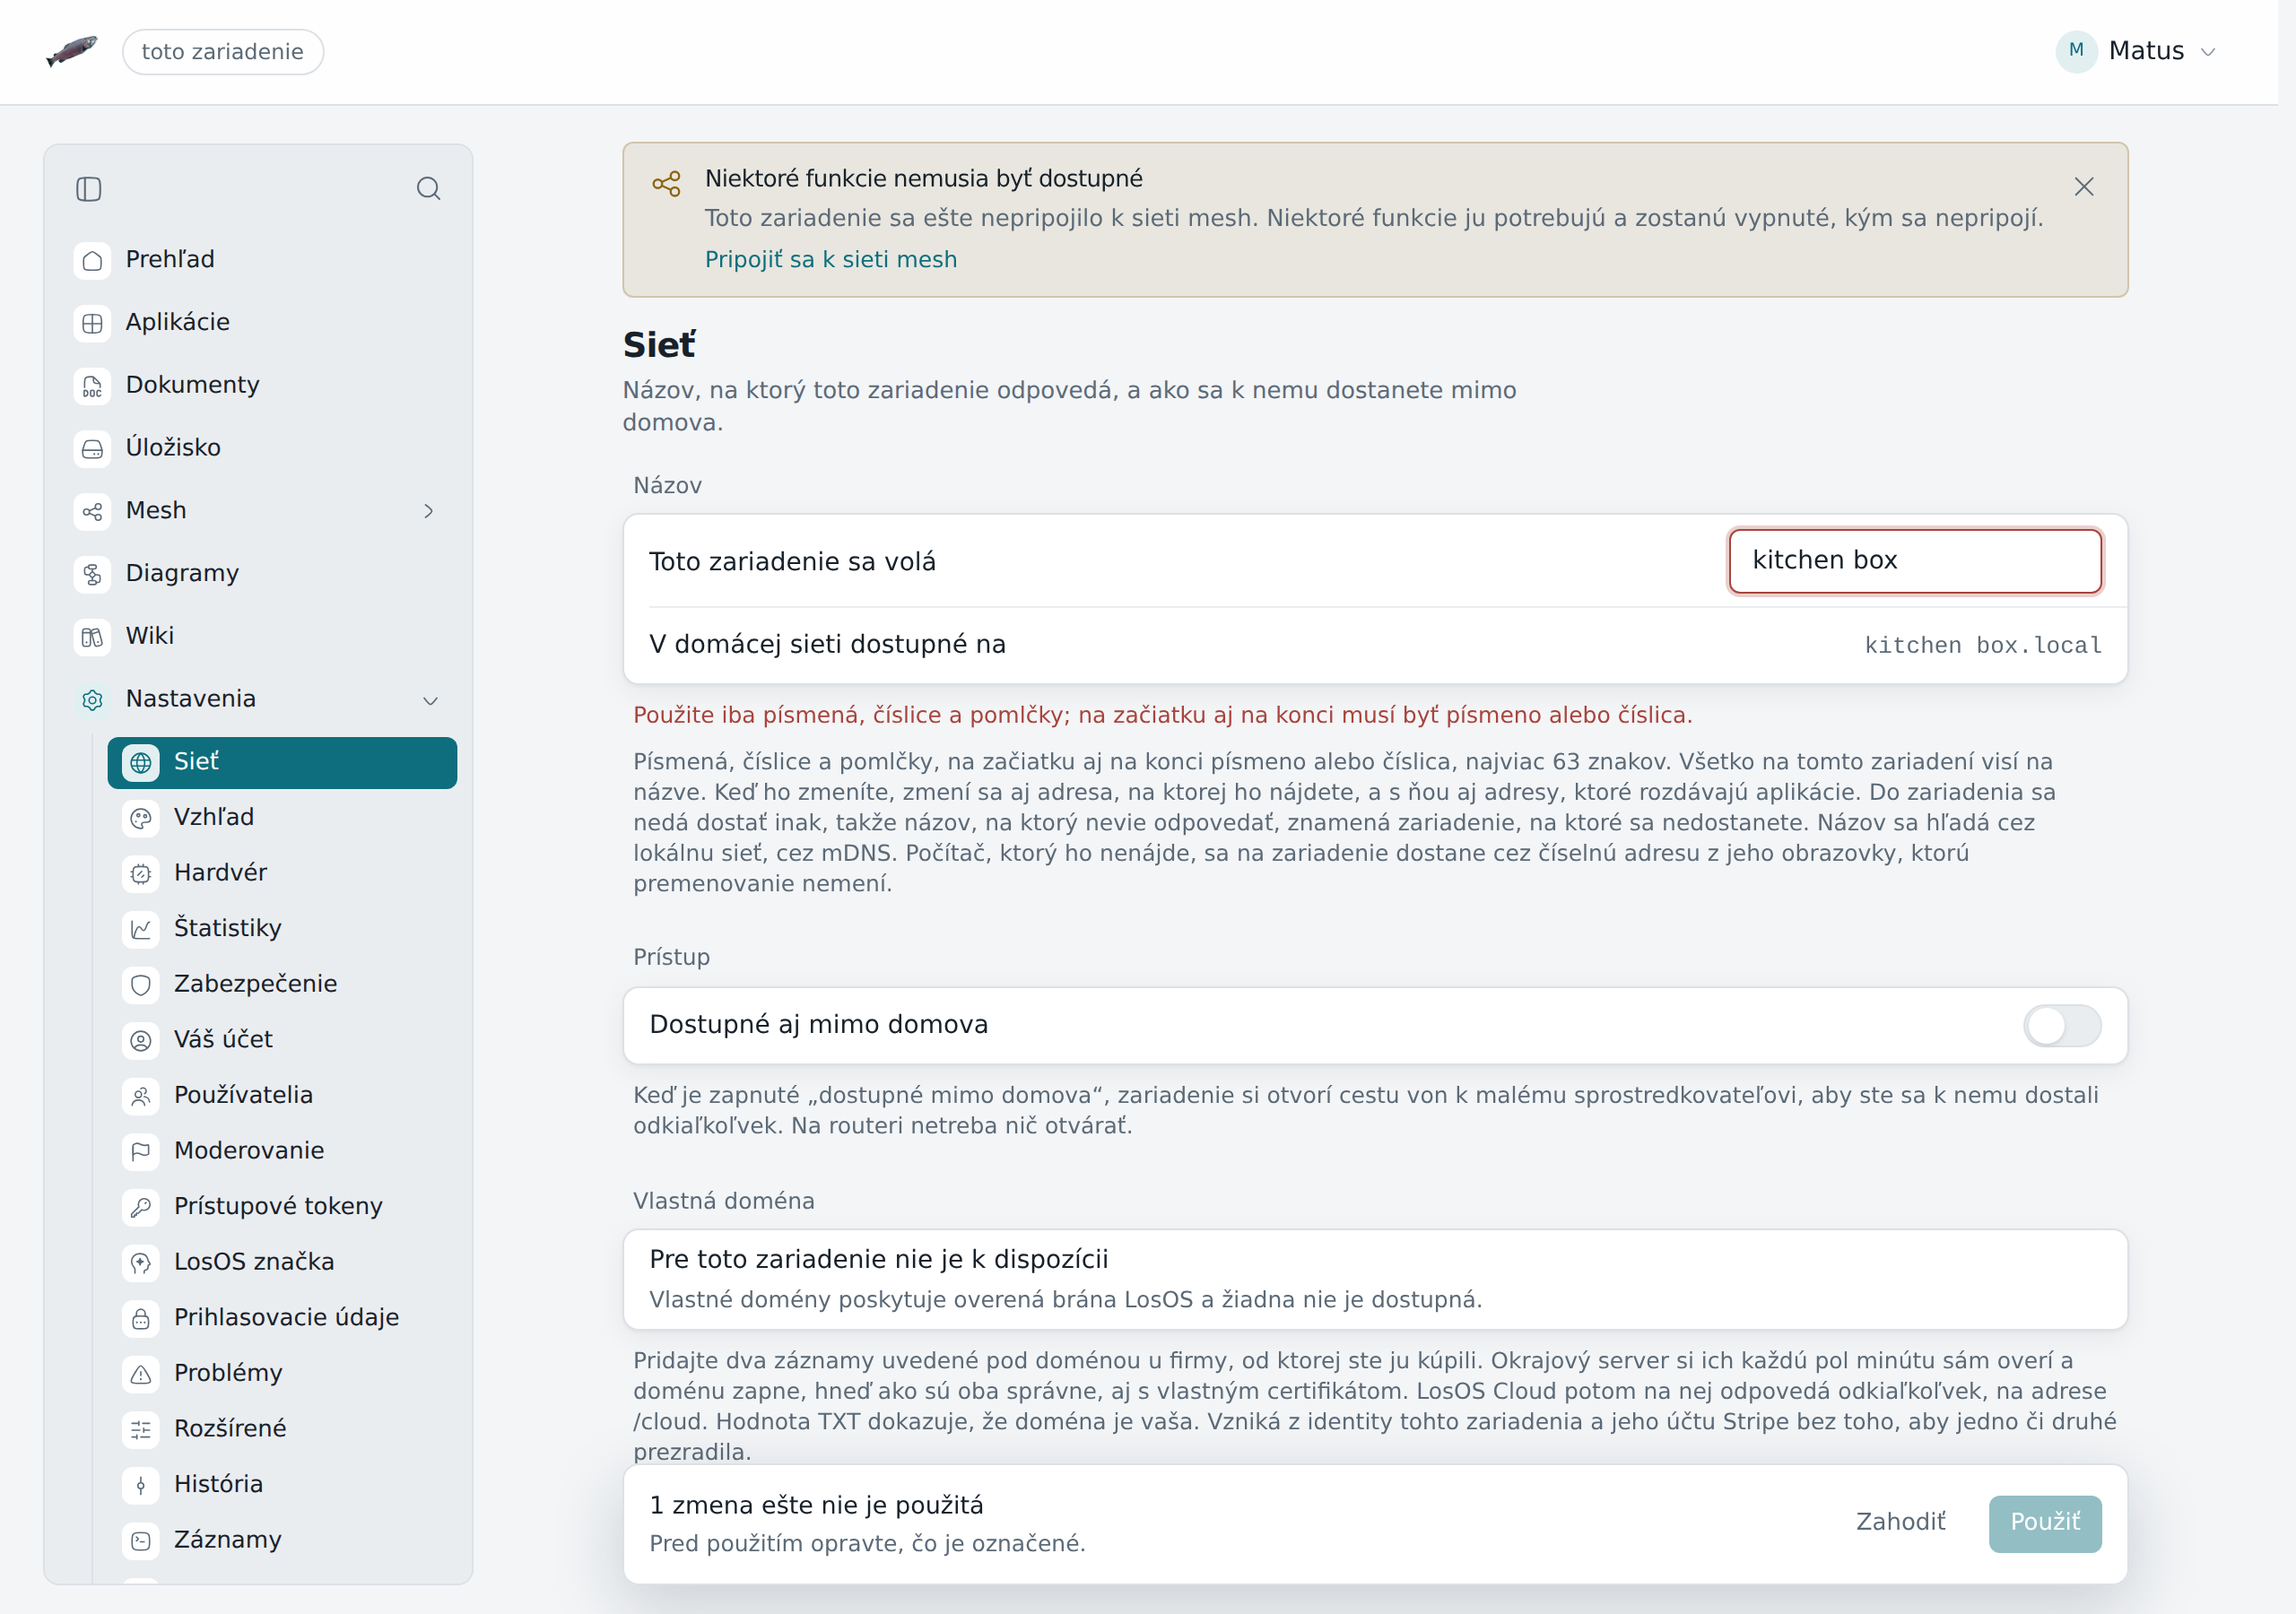 toto zariadenie
M Matus
Prehľad
Aplikácie
Dokumenty
Úložisko
Mesh
Diagramy
Wiki
Nastavenia
Sieť
Vzhľad
Hardvér
Štatistiky
Zabezpečenie
Váš účet
Používatelia
Moderovanie
Prístupové tokeny
LosOS značka
Prihlasovacie údaje
Problémy
Rozšírené
História
Záznamy
Niektoré funkcie nemusia byť dostupné
Toto zariadenie sa ešte nepripojilo k sieti mesh. Niektoré funkcie ju potrebujú a zostanú vypnuté, kým sa nepripojí.
Pripojiť sa k sieti mesh
Sieť
Názov, na ktorý toto zariadenie odpovedá, a ako sa k nemu dostanete mimo
domova.
Názov
Toto zariadenie sa volá
kitchen box
V domácej sieti dostupné na
kitchen box.local
Použite iba písmená, číslice a pomlčky; na začiatku aj na konci musí byť písmeno alebo číslica.
Písmená, číslice a pomlčky, na začiatku aj na konci písmeno alebo číslica, najviac 63 znakov. Všetko na tomto zariadení visí na
názve. Keď ho zmeníte, zmení sa aj adresa, na ktorej ho nájdete, a s ňou aj adresy, ktoré rozdávajú aplikácie. Do zariadenia sa
nedá dostať inak, takže názov, na ktorý nevie odpovedať, znamená zariadenie, na ktoré sa nedostanete. Názov sa hľadá cez
lokálnu sieť, cez mDNS. Počítač, ktorý ho nenájde, sa na zariadenie dostane cez číselnú adresu z jeho obrazovky, ktorú
premenovanie nemení.
Prístup
Dostupné aj mimo domova
Keď je zapnuté „dostupné mimo domova“, zariadenie si otvorí cestu von k malému sprostredkovateľovi, aby ste sa k nemu dostali
odkiaľkoľvek. Na routeri netreba nič otvárať.
Vlastná doména
Pre toto zariadenie nie je k dispozícii
Vlastné domény poskytuje overená brána LosOS a žiadna nie je dostupná.
Pridajte dva záznamy uvedené pod doménou u firmy, od ktorej ste ju kúpili. Okrajový server si ich každú pol minútu sám overí a
doménu zapne, hneď ako sú oba správne, aj s vlastným certifikátom. LosOS Cloud potom na nej odpovedá odkiaľkoľvek, na adrese
/cloud. Hodnota TXT dokazuje, že doména je vaša. Vzniká z identity tohto zariadenia a jeho účtu Stripe bez toho, aby jedno či druhé
prezradila.
1 zmena ešte nie je použitá
Pred použitím opravte, čo je označené.
Zahodiť
Použiť